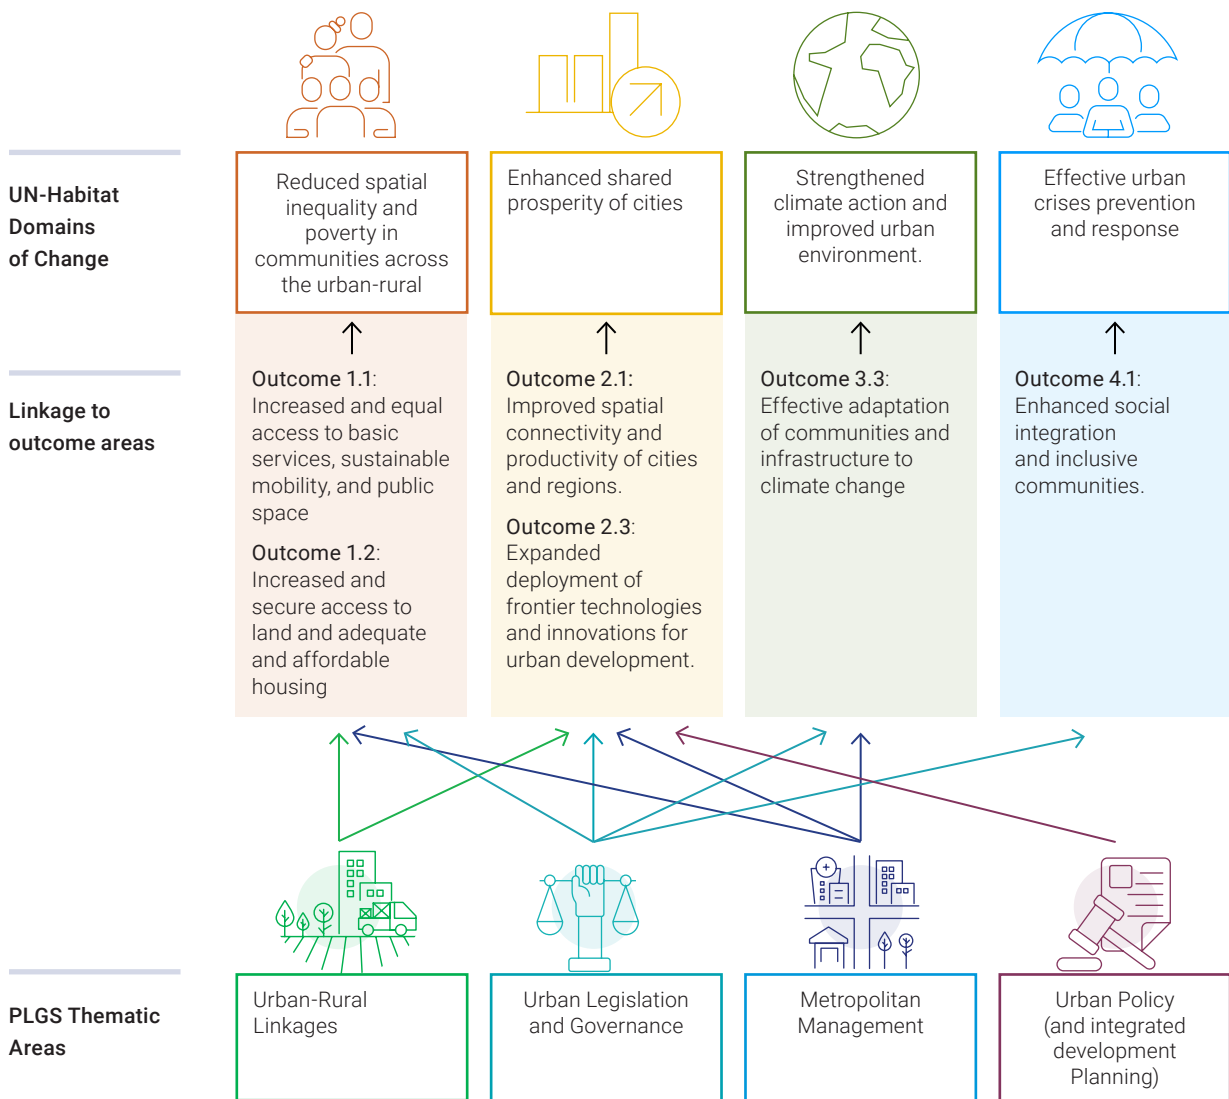 UN-Habitat
Domains
of Change
Reduced spatial
inequality and
poverty in
communities across
the urban-rural
Enhanced shared
prosperity of cities
Strengthened
climate action and
improved urban
environment.
Effective urban
crises prevention
and response
Linkage to
outcome areas
Outcome 1.1:
Increased and equal
access to basic
services, sustainable
mobility, and public
space
Outcome 1.2:
Increased and
secure access to
land and adequate
and affordable
housing
Outcome 2.1:
Improved spatial
connectivity and
productivity of cities
and regions.
Outcome 2.3:
Expanded
deployment of
frontier technologies
and innovations for
urban development.
Outcome 3.3:
Effective adaptation
of communities and
infrastructure to
climate change
Outcome 4.1:
Enhanced social
integration
and inclusive
communities.
PLGS Thematic
Areas
Urban-Rural
Linkages
Urban Legislation
and Governance
Metropolitan
Management
Urban Policy
(and integrated
development
Planning)